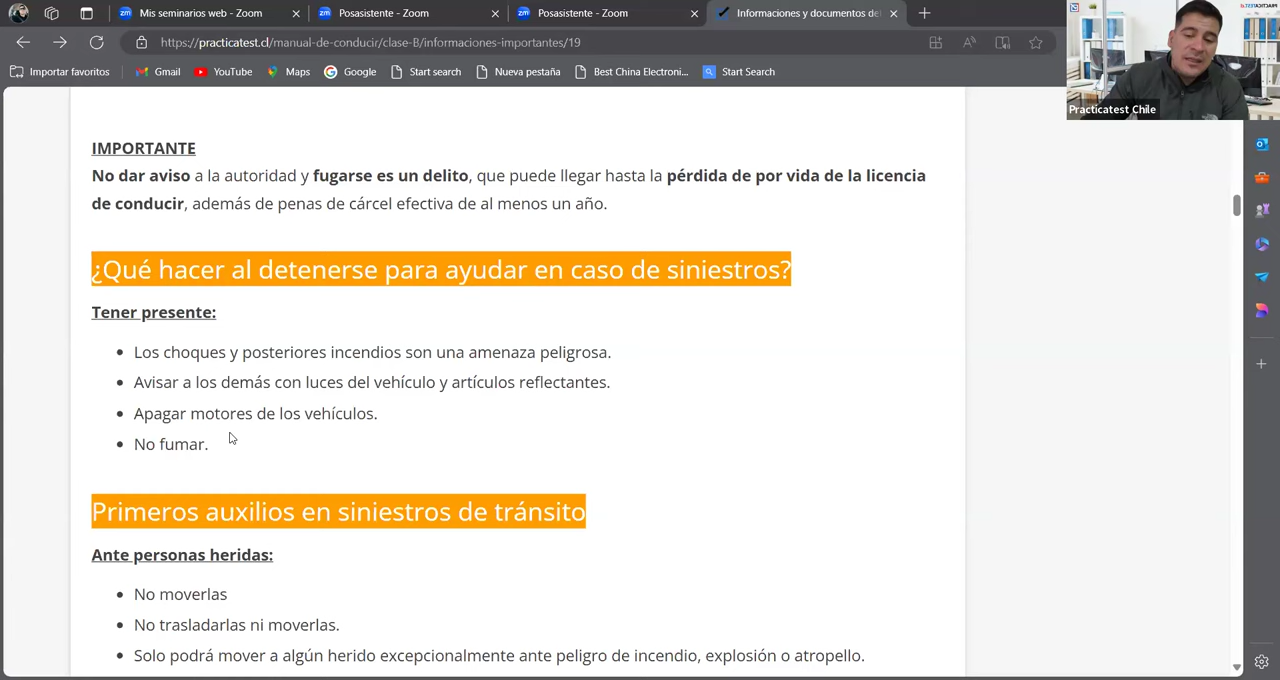 Mis seminarios web - Zoom
Posasistente - Zoom
Posasistente - Zoom
Informaciones y documentos de
https://practicatest.cl/manual-de-conducir/clase-B/informaciones-importantes/19
Importar favoritos
Gmail
YouTube
Maps
Google
Start search
Nueva pestaña
Best China Electroni...
Start Search
Practicatest Chile
IMPORTANTE
No dar aviso a la autoridad y fugarse es un delito, que puede llegar hasta la pérdida de por vida de la licencia
de conducir, además de penas de cárcel efectiva de al menos un año.
¿Qué hacer al detenerse para ayudar en caso de siniestros?
Tener presente:
• Los choques y posteriores incendios son una amenaza peligrosa.
• Avisar a los demás con luces del vehículo y artículos reflectantes.
• Apagar motores de los vehículos.
• No fumar.
Primeros auxilios en siniestros de tránsito
Ante personas heridas:
• No moverlas
• No trasladarlas ni moverlas.
• Solo podrá mover a algún herido excepcionalmente ante peligro de incendio, explosión o atropello.